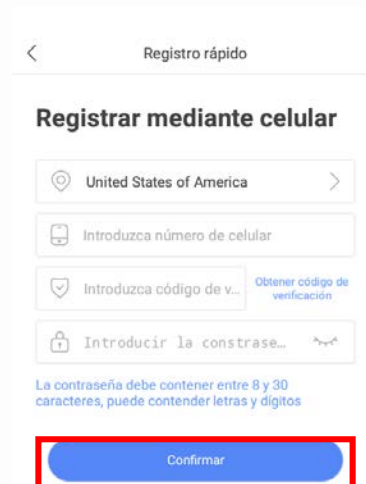 Registro rápido
Registrar mediante celular
United States of America
Introduzca número de celular
Introduzca código de v...
Obtener código de
verificación
Introducir la constrase...
La contraseña debe contener entre 8 y 30
caracteres, puede contender letras y dígitos
Confirmar